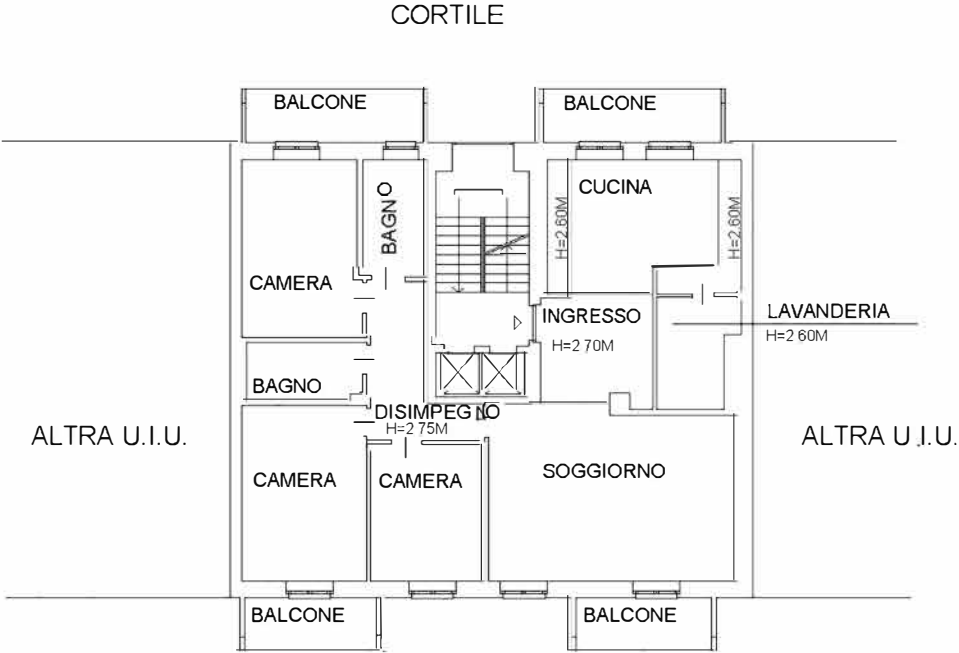 CORTILE
BALCONE
BALCONE
BAGNO
CUCINA
H=2.60M
H=2.60M
CAMERA
INGRESSO
H=2 70M
LAVANDERIA
H=2 60M
BAGNO
DISIMPEGNO
H=2 75M
ALTRA U.I.U.
ALTRA U.I.U.
CAMERA
CAMERA
SOGGIORNO
BALCONE
BALCONE